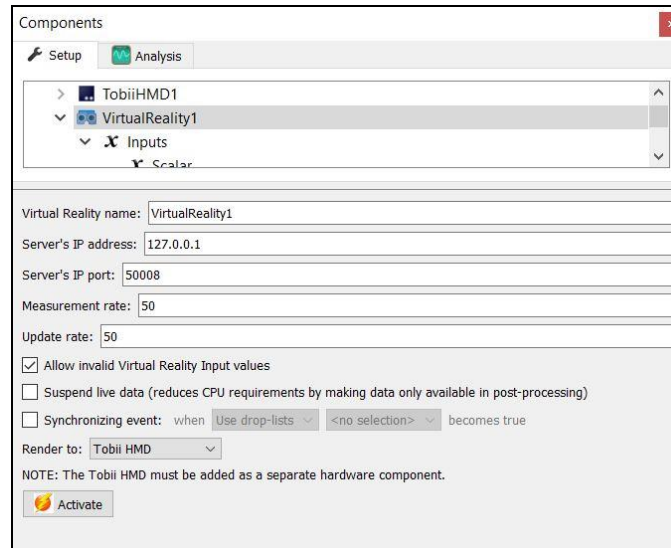 Components
Setup Analysis
TobiiHMD1
VirtualReality1
x Inputs
x Scalar
Virtual Reality name: VirtualReality1
Server's IP address: 127.0.0.1
Server's IP port: 50008
Measurement rate: 50
Update rate: 50
Allow invalid Virtual Reality Input values
Suspend live data (reduces CPU requirements by making data only available in post-processing)
Synchronizing event: when Use drop-lists <no selection> becomes true
Render to: Tobii HMD
NOTE: The Tobii HMD must be added as a separate hardware component.
Activate